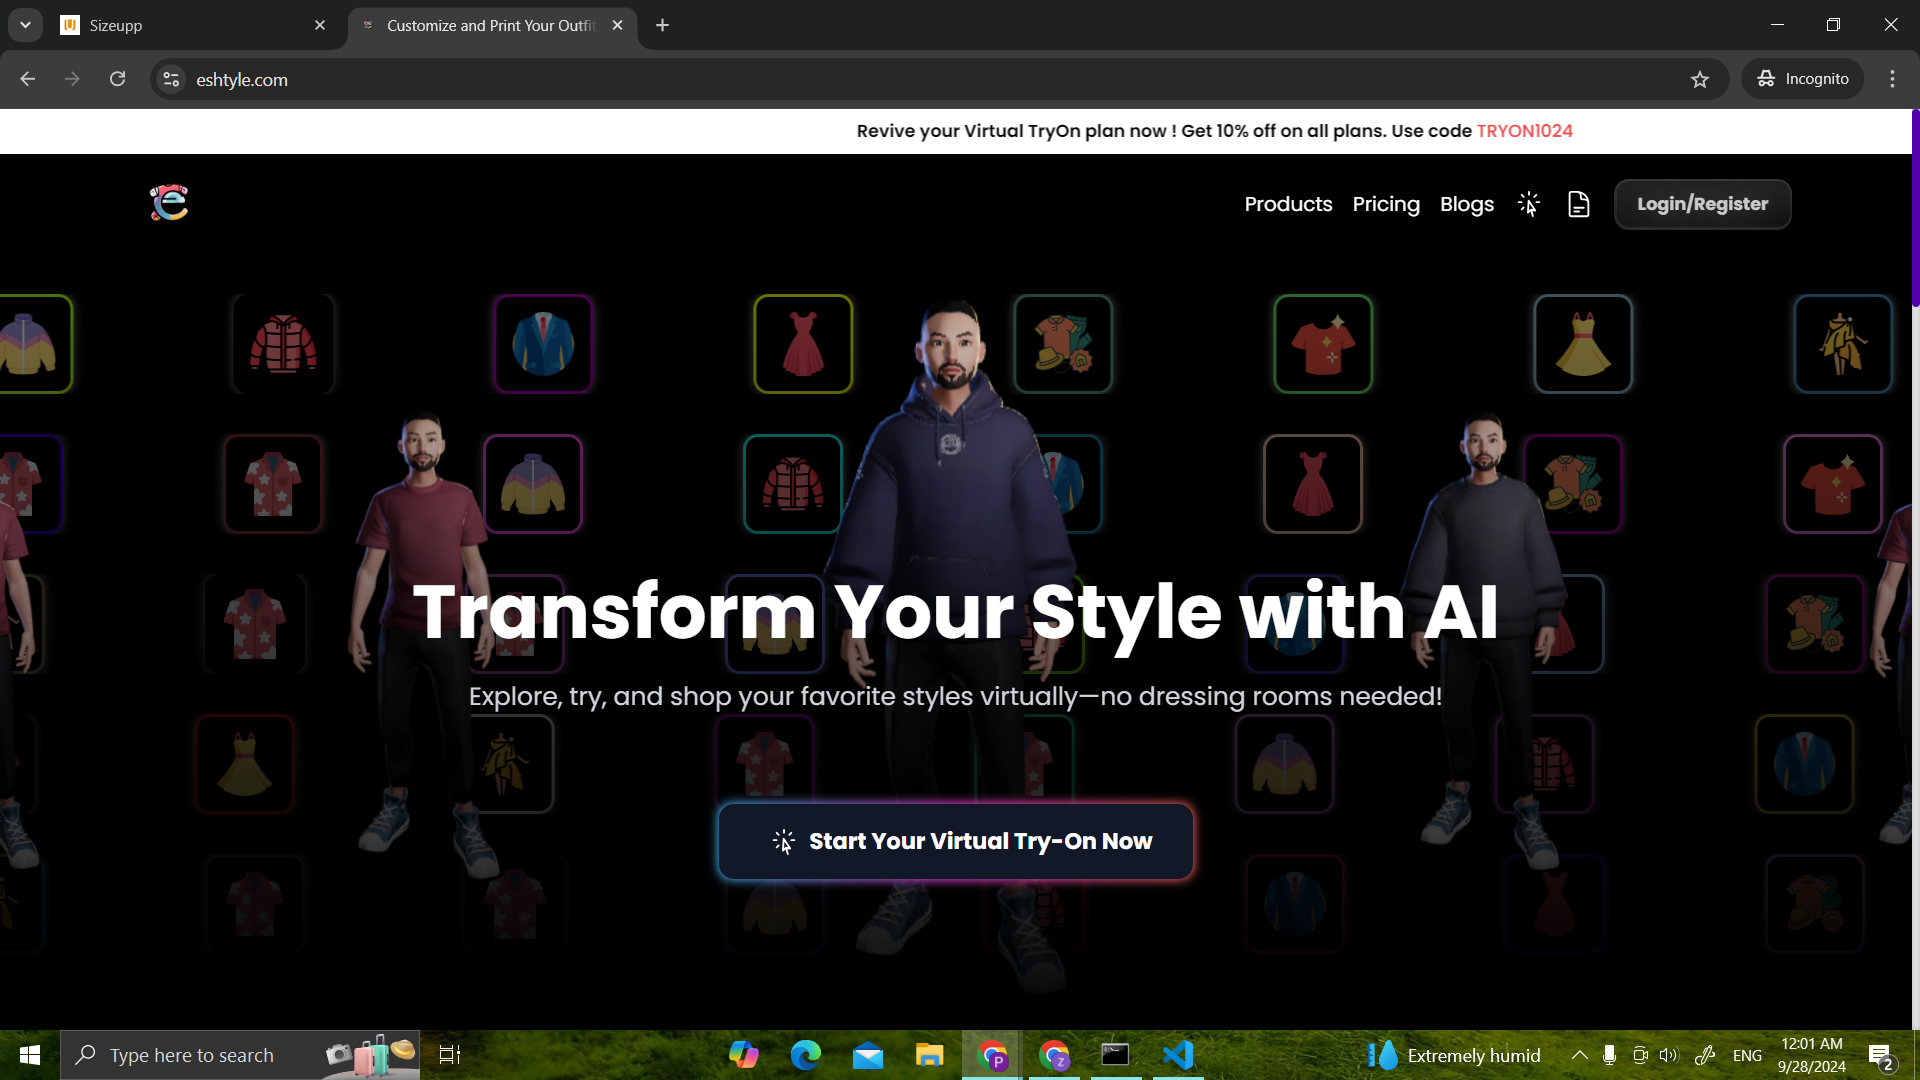 Sizeupp
Customize and Print Your Outfit
eshtyle.com
Incognito
Revive your Virtual TryOn plan now ! Get 10% off on all plans. Use code TRYON1024
Products
Pricing
Blogs
Login/Register
Transform Your Style with AI
Explore, try, and shop your favorite styles virtually—no dressing rooms needed!
Start Your Virtual Try-On Now
Type here to search
Extremely humid
ENG
12:01 AM
9/28/2024
2